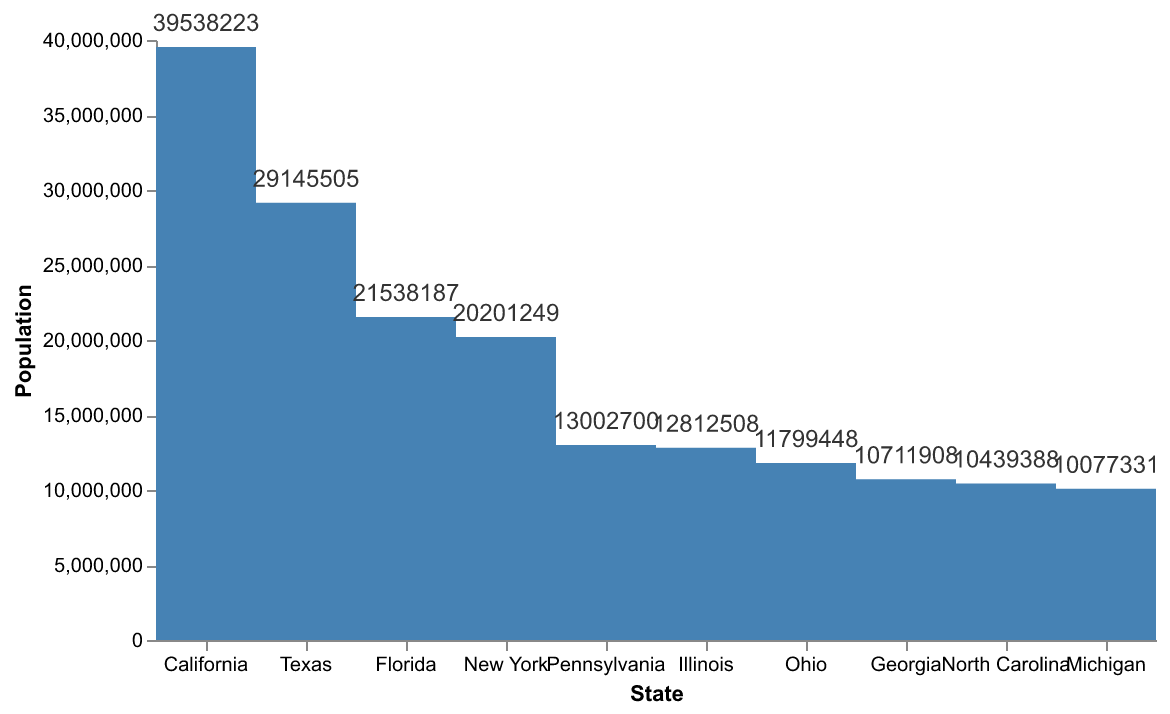 39538223
40,000,000
35,000,000
29145505
30,000,000
25,000,000
21538187
20201249
20,000,000
15,000,000
13002700
12812508
11799448
10711908
10439388
10077331
10,000,000
5,000,000
0
Population
California
Texas
Florida
New York
Pennsylvania
Illinois
Ohio
Georgia
North Carolina
Michigan
State